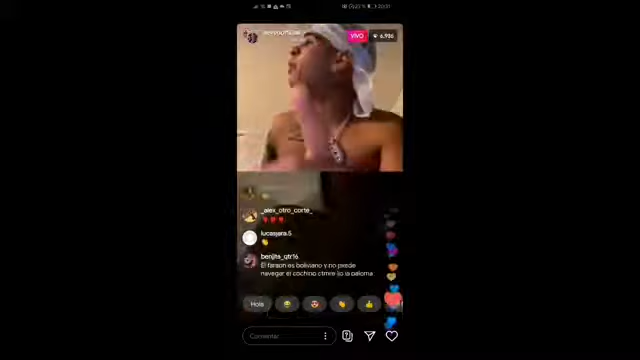 VIVO 6.936
_alex_otro_corte_
lucasjara.5
benjita_qtr16
El faraon es boliviano y no puede
navegar el cochino ctmre
la paloma
Hola
Comentar